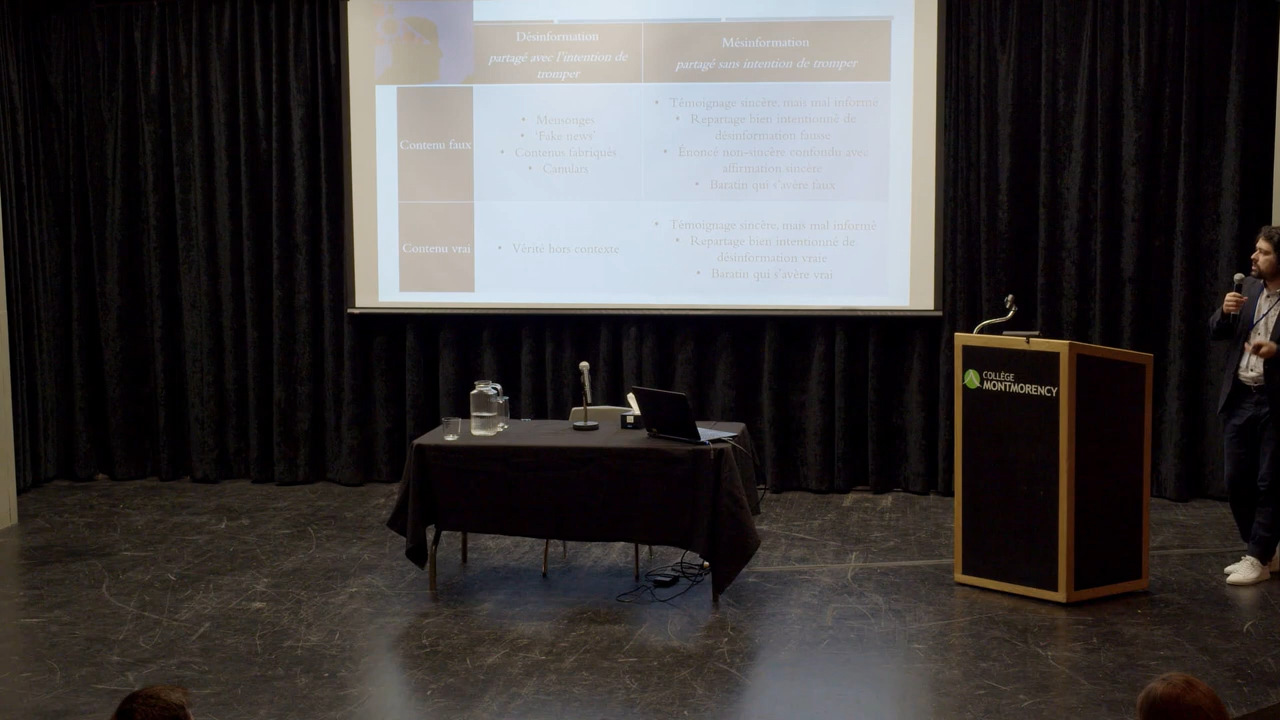 Désinformation
partagé avec l'intention de
tromper
Mésinformation
partagé sans intention de tromper
Contenu faux
• Mensonges
• 'Fake news'
• Contenus fabriqués
• Canulars
• Témoignage sincère, mais mal informé
• Repartage bien intentionné de
désinformation fausse
• Énoncé non-sincère confondu avec
affirmation sincère
• Baratin qui s'avère faux
Contenu vrai
• Vérité hors contexte
• Témoignage sincère, mais mal informé
• Repartage bien intentionné de
désinformation vraie
• Baratin qui s'avère vrai
COLLÈGE
MONTMORENCY